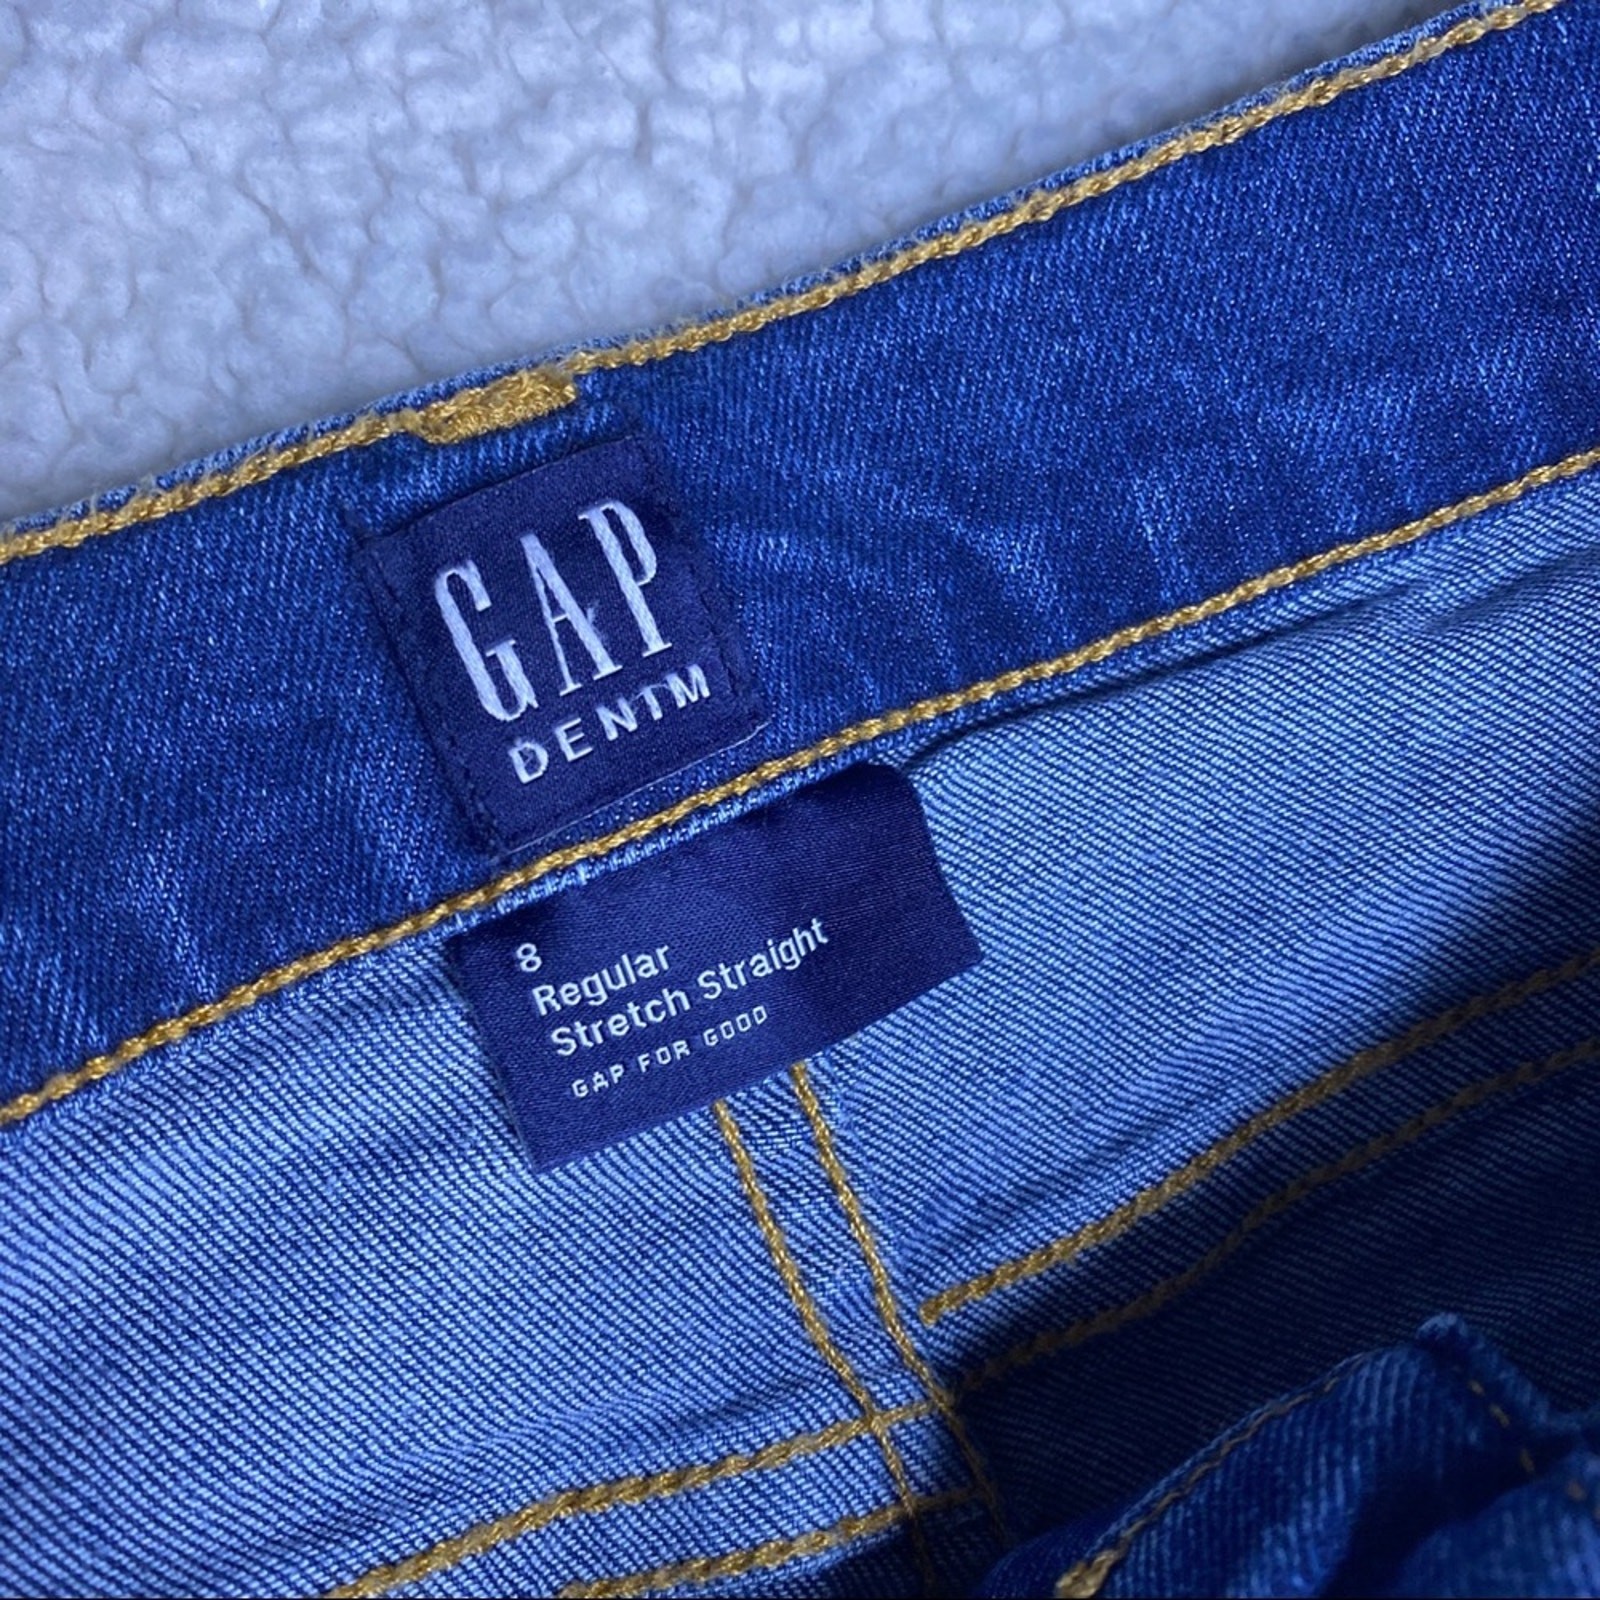 GAP
DENIM
8
Regular
Stretch Straight
GAP FOR GOOD